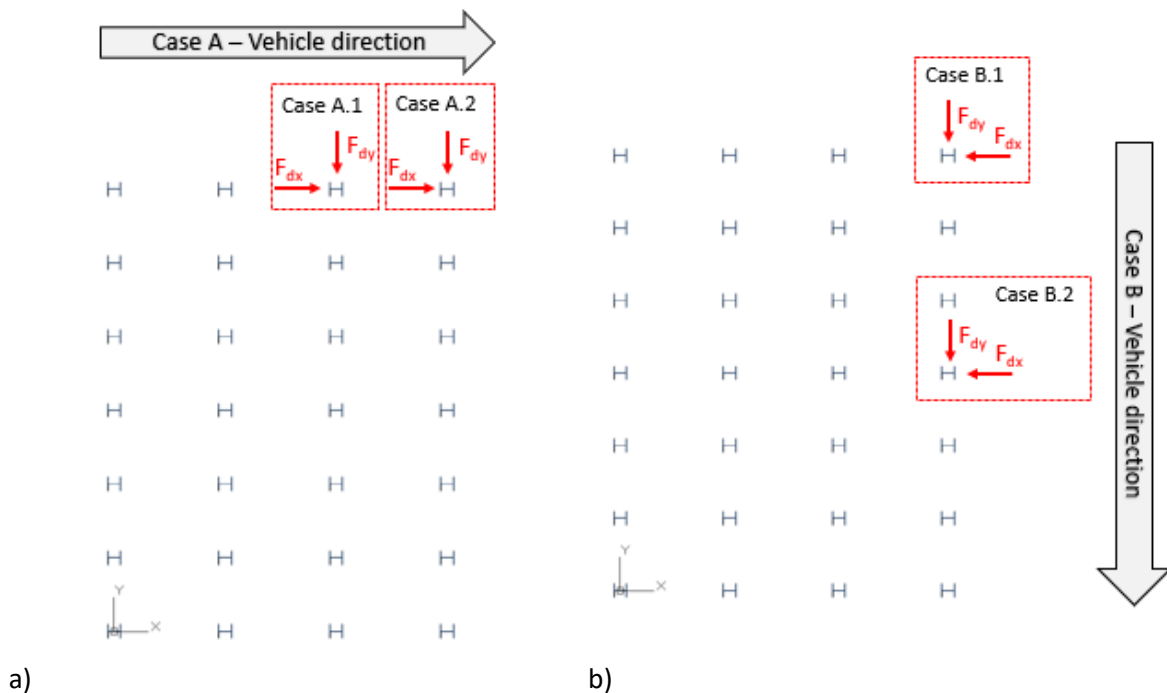 Case A – Vehicle direction
Case A.1
Case A.2
F_dy
F_dy
F_dx
F_dx
Y
X
a)
Case B.1
F_dy
F_dx
Case B.2
F_dy
F_dx
Case B – Vehicle direction
Y
X
b)